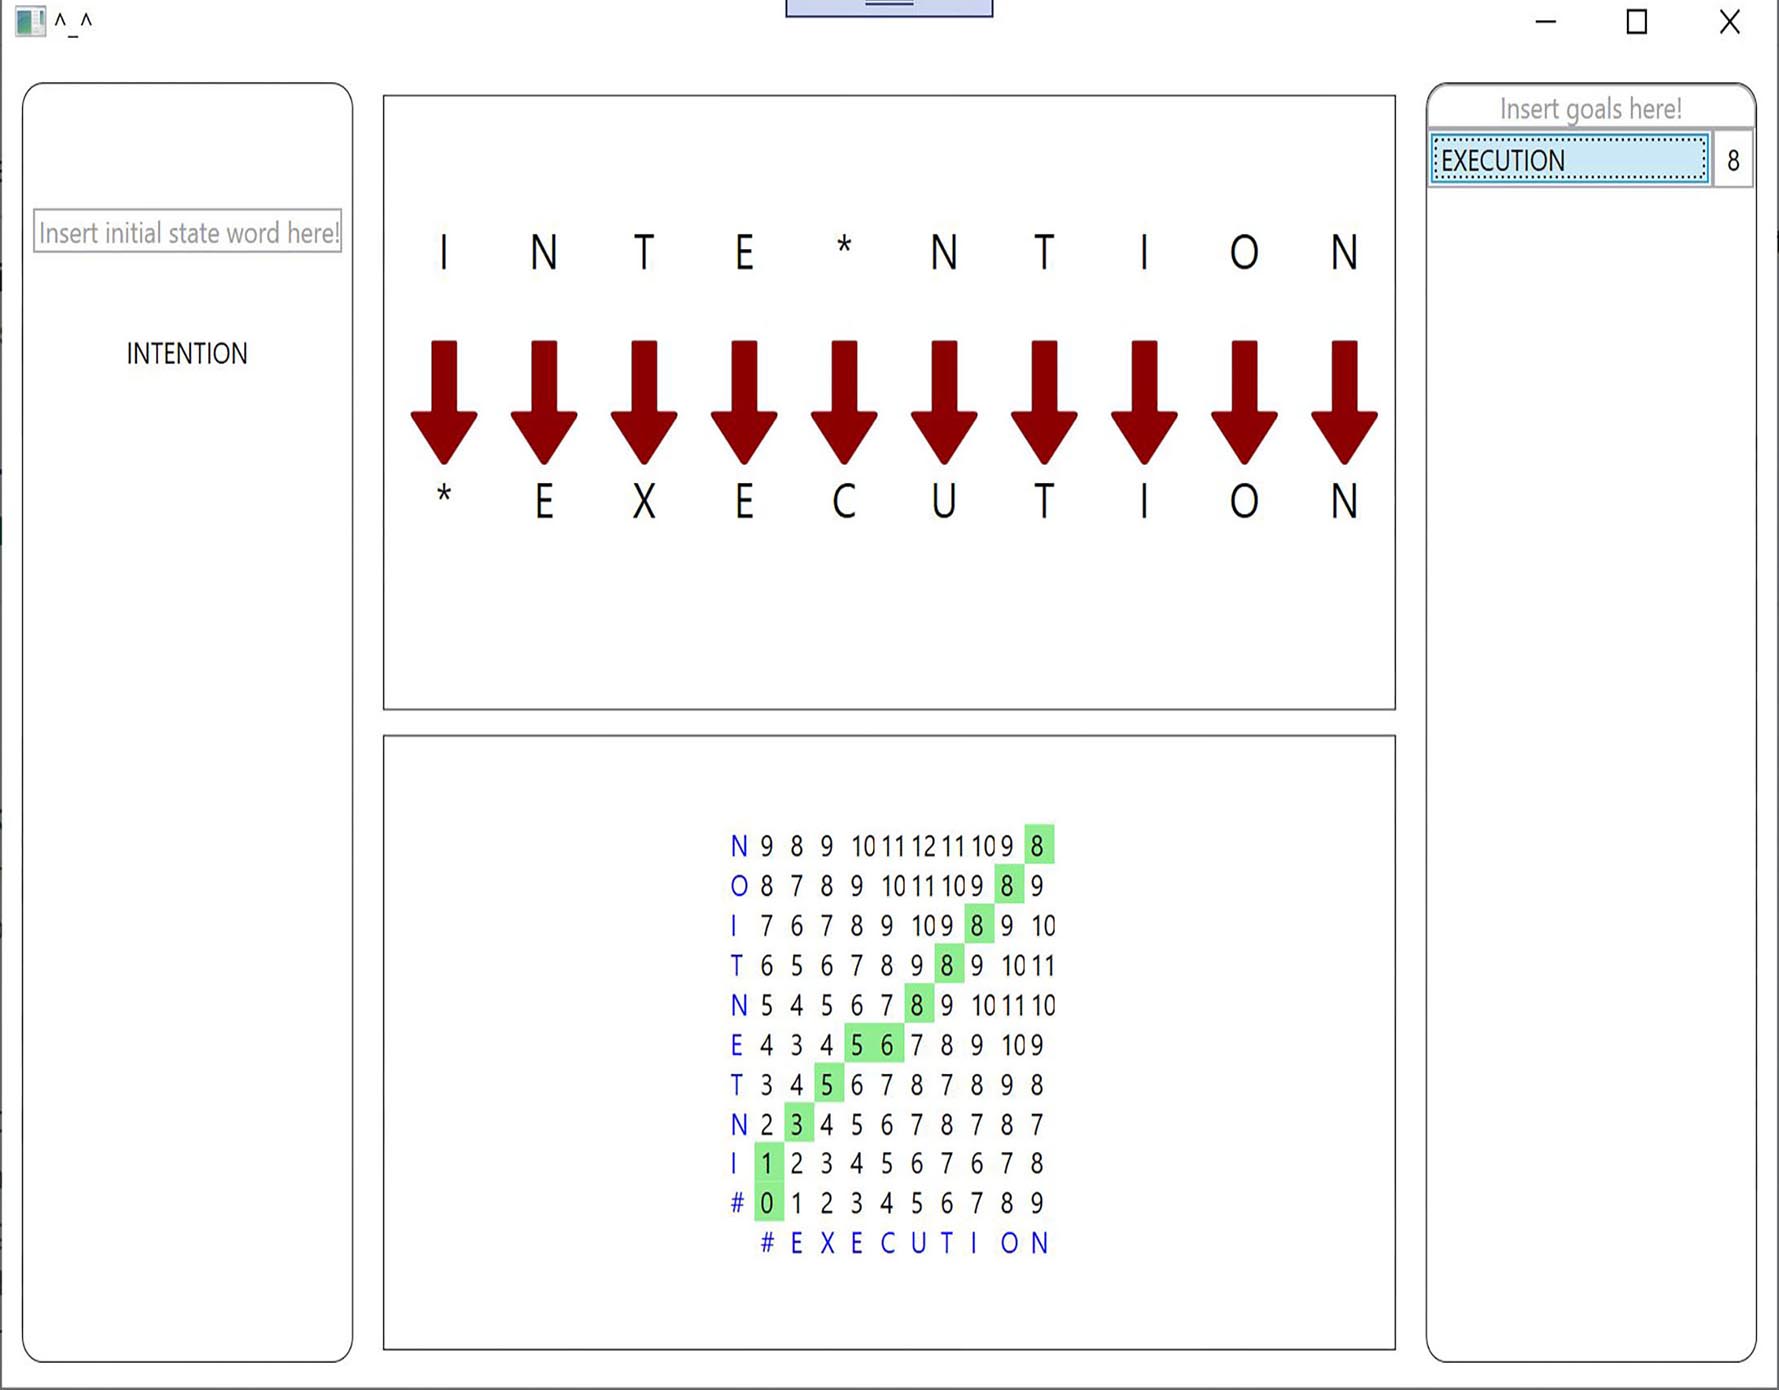 ^_^
Insert initial state word here!
INTENTION
I N T E * N T I O N
* E X E C U T I O N
N 9 8 9 10 11 12 11 10 9 8
O 8 7 8 9 10 11 10 9 8 9
I 7 6 7 8 9 10 9 8 9 10
T 6 5 6 7 8 9 8 9 10 11
N 5 4 5 6 7 8 9 10 11 10
E 4 3 4 5 6 7 8 9 10 9
T 3 4 5 6 7 8 7 8 9 8
N 2 3 4 5 6 7 8 7 8 7
I 1 2 3 4 5 6 7 6 7 8
# 0 1 2 3 4 5 6 7 8 9
# E X E C U T I O N
Insert goals here!
EXECUTION 8